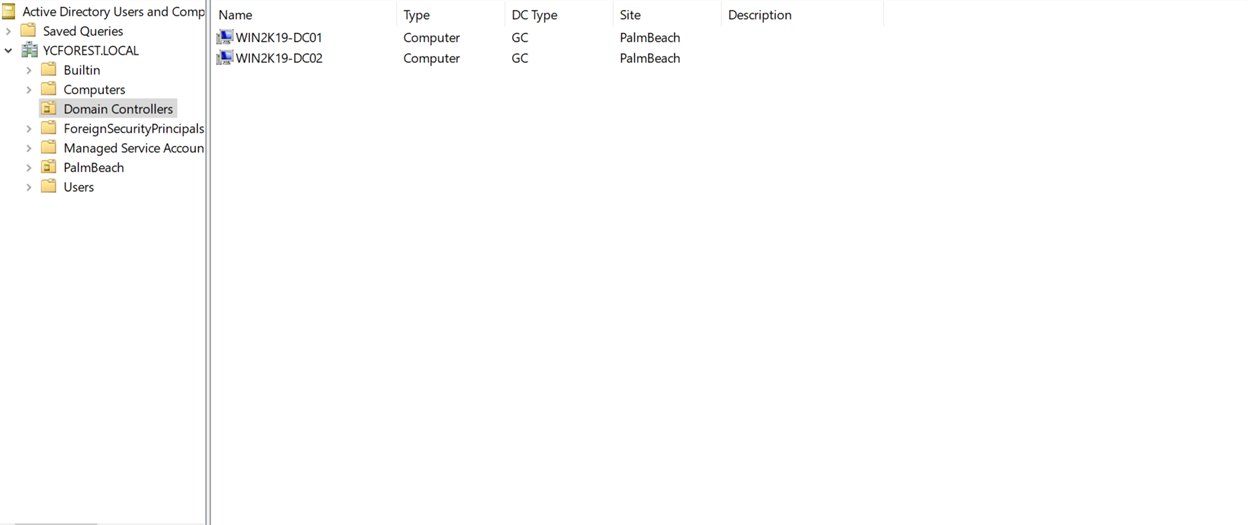 Active Directory Users and Comp
Saved Queries
YCFOREST.LOCAL
Builtin
Computers
Domain Controllers
ForeignSecurityPrincipals
Managed Service Accoun
PalmBeach
Users
Name Type DC Type Site Description
WIN2K19-DC01 Computer GC PalmBeach
WIN2K19-DC02 Computer GC PalmBeach